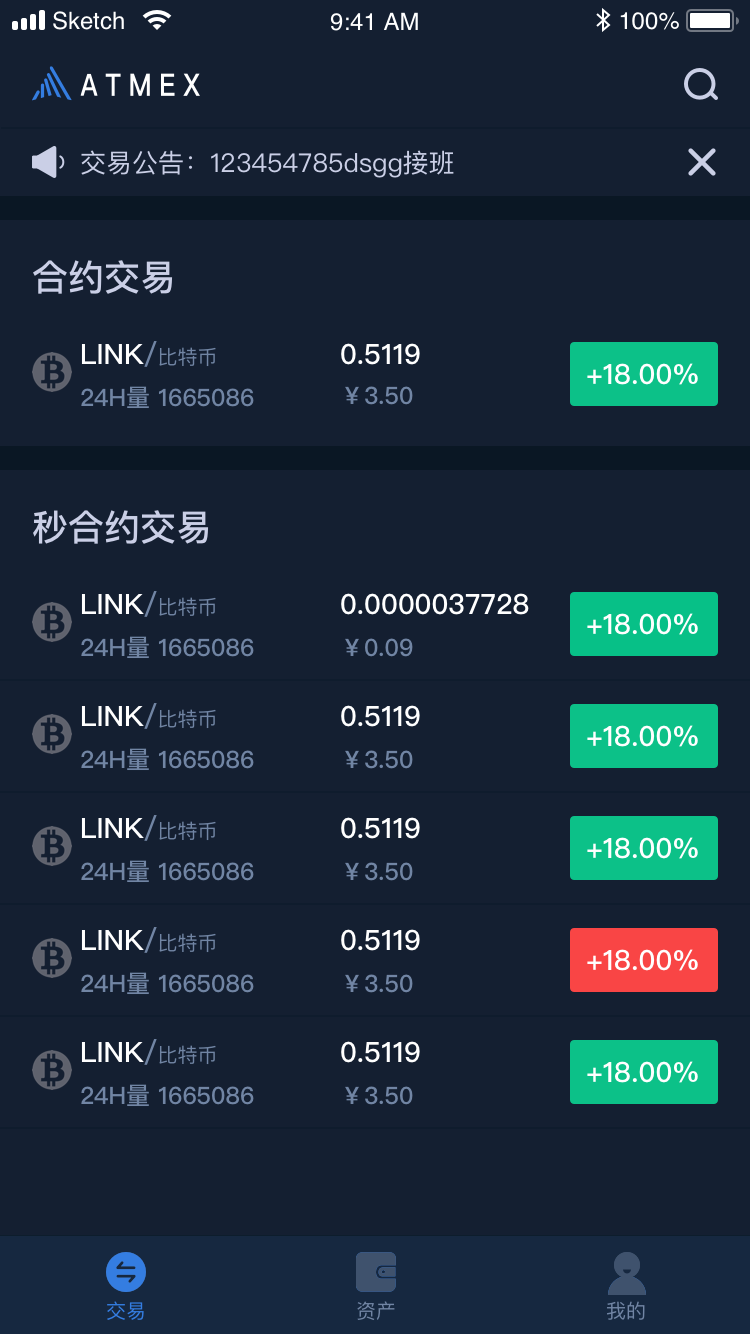 Sketch 9:41 AM 100%
ATMEX
交易公告：123454785dsgg接班
合约交易
LINK/比特币 0.5119 +18.00%
24H量 1665086 ¥3.50
秒合约交易
LINK/比特币 0.0000037728 +18.00%
24H量 1665086 ¥0.09
LINK/比特币 0.5119 +18.00%
24H量 1665086 ¥3.50
LINK/比特币 0.5119 +18.00%
24H量 1665086 ¥3.50
LINK/比特币 0.5119 +18.00%
24H量 1665086 ¥3.50
LINK/比特币 0.5119 +18.00%
24H量 1665086 ¥3.50
交易 资产 我的